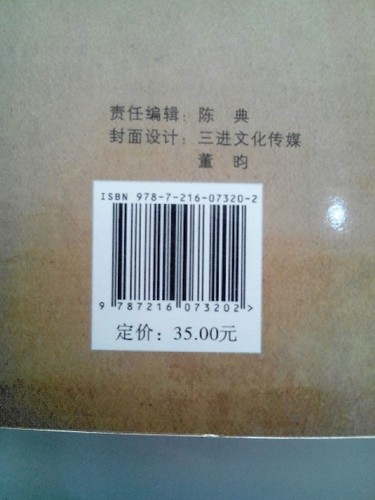 责任编辑：陈 典
封面设计：三进文化传媒
董 昀
ISBN 978-7-216-07320-2
9 787216 073202>
定价：35.00元